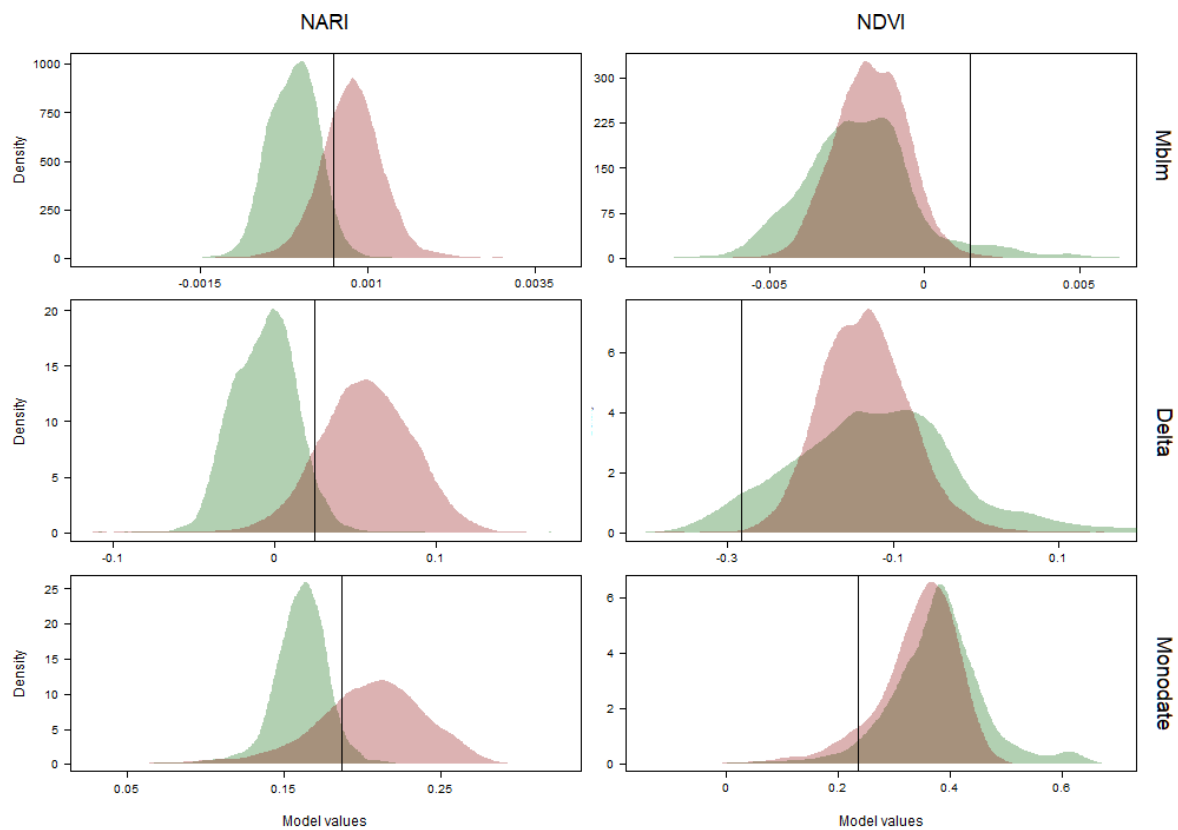 NARI NDVI
1000
750
500
250
0
Density
-0.0015 0.001 0.0035
300
225
150
75
0
-0.005 0 0.005
Mblm
20
15
10
5
0
Density
-0.1 0 0.1
6
4
2
0
-0.3 -0.1 0.1
Delta
25
20
15
10
5
0
Density
0.05 0.15 0.25
Model values
6
4
2
0
0 0.2 0.4 0.6
Model values
Monodate